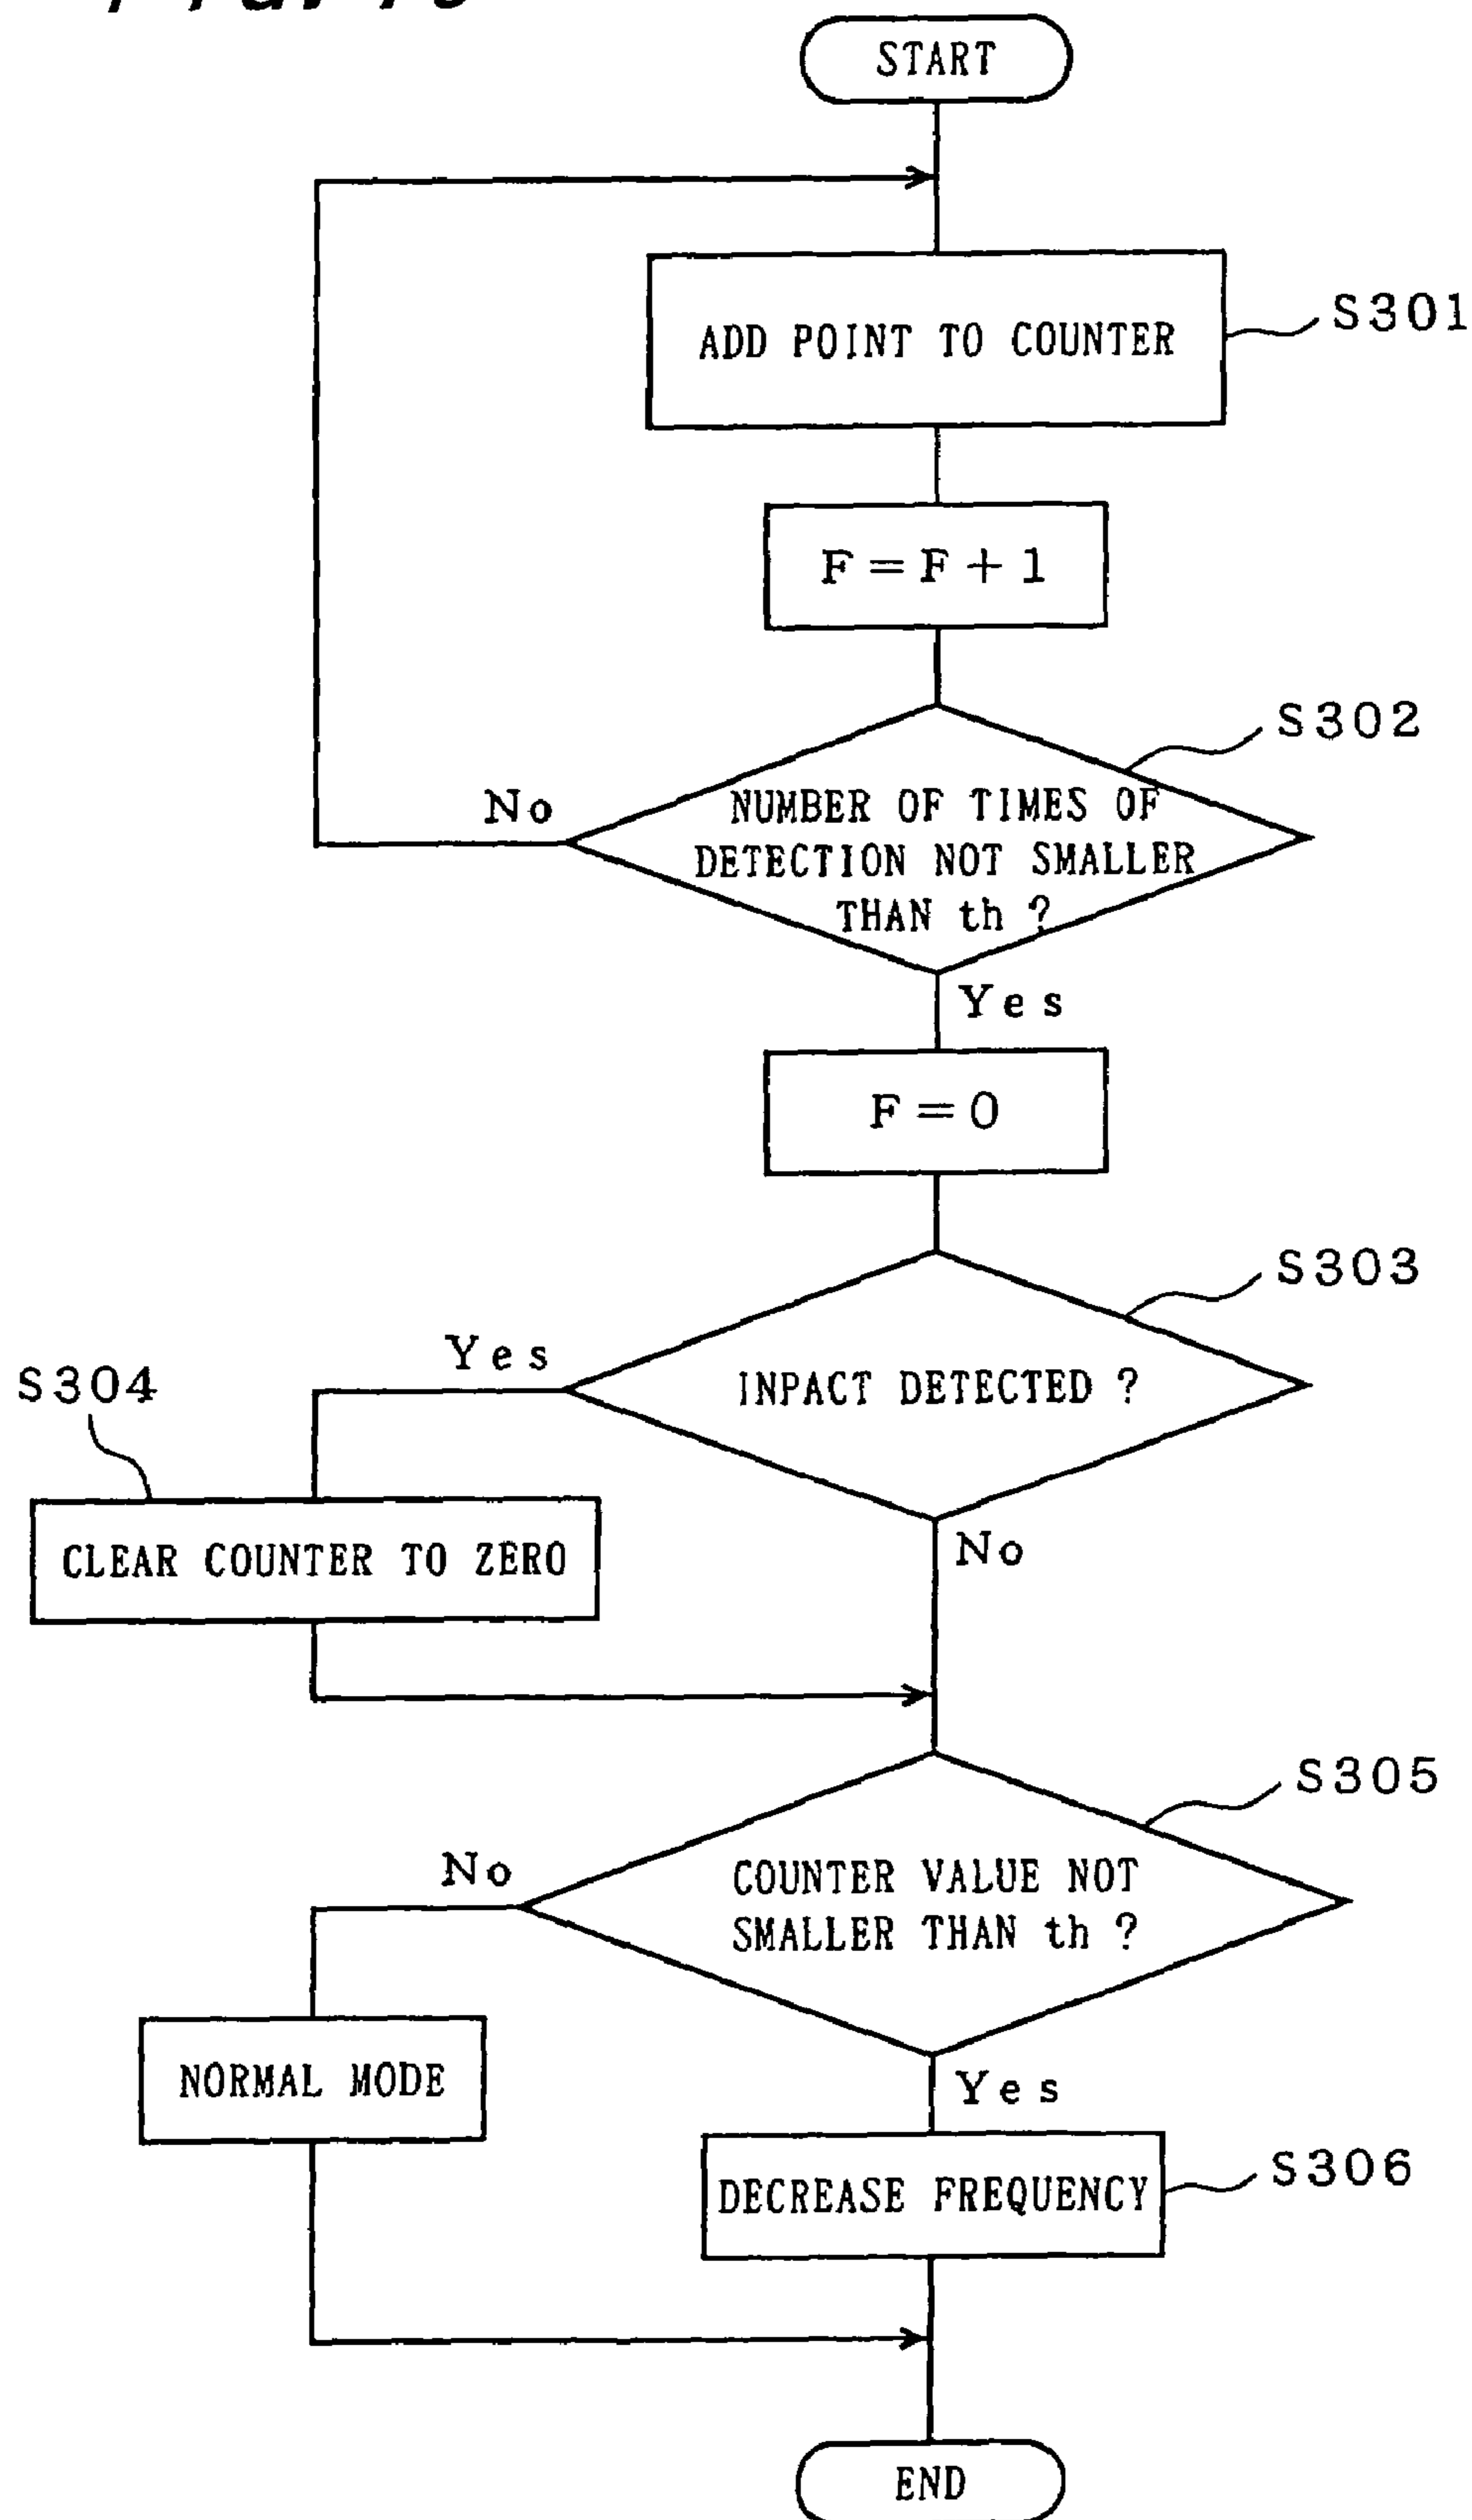 START
ADD POINT TO COUNTER
S301
F=F+1
S302
No
NUMBER OF TIMES OF
DETECTION NOT SMALLER
THAN th ?
Yes
F=0
S303
Yes
INPACT DETECTED ?
S304
CLEAR COUNTER TO ZERO
No
S305
No
COUNTER VALUE NOT
SMALLER THAN th ?
NORMAL MODE
Yes
DECREASE FREQUENCY
S306
END